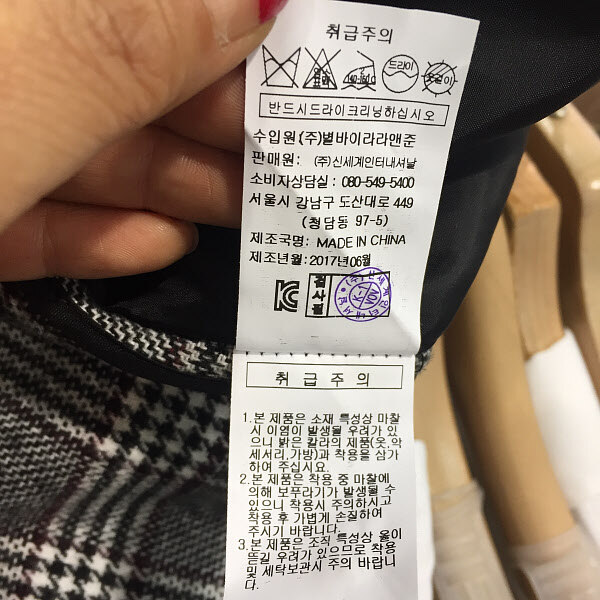 취급주의
드라이
반드시드라이크리닝하십시오
수입원(주)별바이라라앤준
판매원 : (주)신세계인터내셔날
소비자상담실 : 080-549-5400
서울시 강남구 도산대로 449
(청담동 97-5)
제조국명: MADE IN CHINA
제조년월:2017년06월
검사필
취급주의
1.본 제품은 소재 특성상 마찰
시 이염이 발생될 우려가 있
으니 밝은 칼라의 제품(옷,악
세서리,가방)과 착용을 삼가
하여 주십시요.
2.본 제품은 착용 중 마찰에
의해 보푸라기가 발생될 수
있으니 착용시 주의하시고
착용 후 가볍게 손질하여
주시기 바랍니다.
3.본 제품은 조직 특성상 올이
뜯길 우려가 있으므로 착용
및 세탁보관시 주의 바랍니
다.